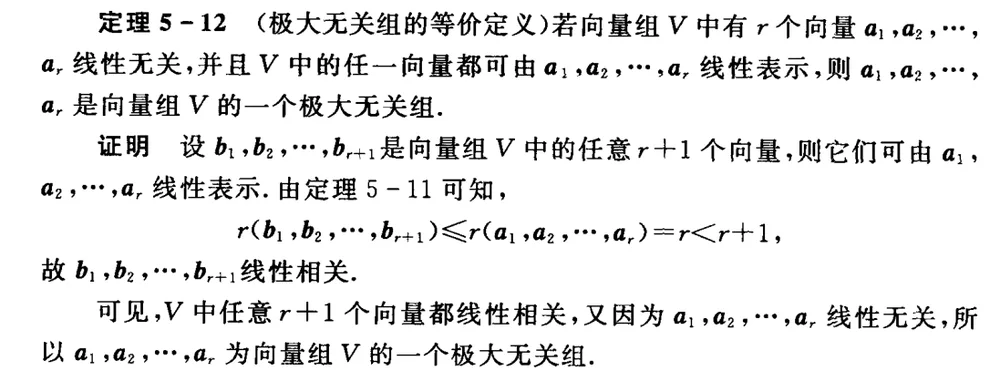 定理 5-12 (极大无关组的等价定义)若向量组 V 中有 r 个向量 a₁,a₂,…,
aᵣ 线性无关,并且 V 中的任一向量都可由 a₁,a₂,…,aᵣ 线性表示,则 a₁,a₂,…,
aᵣ 是向量组 V 的一个极大无关组.
证明 设 b₁,b₂,…,bᵣ₊₁是向量组 V 中的任意 r+1 个向量,则它们可由 a₁,
a₂,…,aᵣ 线性表示.由定理 5-11 可知,
r(b₁,b₂,…,bᵣ₊₁)≤r(a₁,a₂,…,aᵣ)=r<r+1,
故 b₁,b₂,…,bᵣ₊₁线性相关.
可见,V 中任意 r+1 个向量都线性相关,又因为 a₁,a₂,…,aᵣ 线性无关,所
以 a₁,a₂,…,aᵣ 为向量组 V 的一个极大无关组.